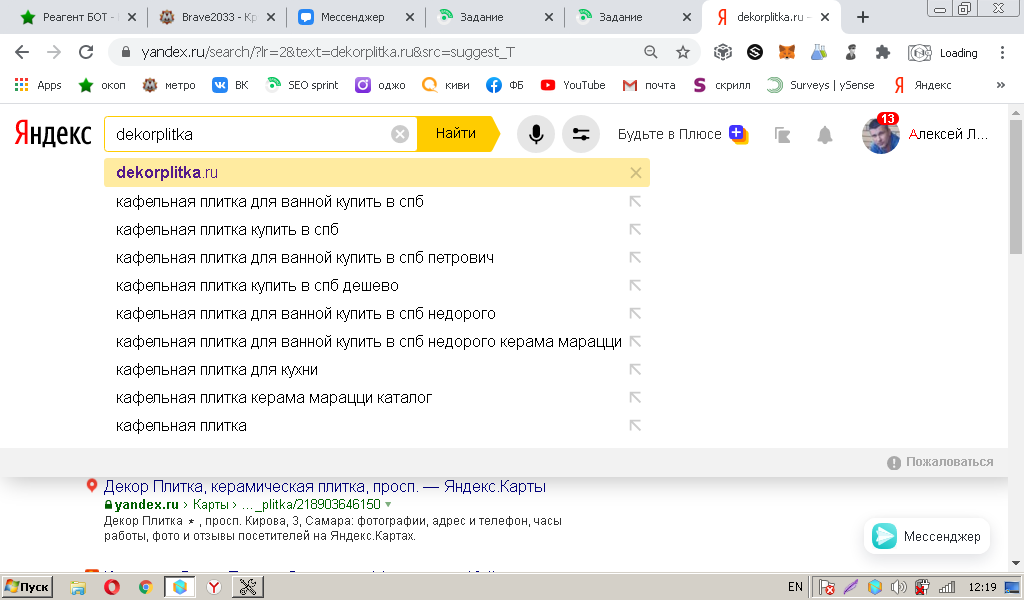 Реагент БОТ -
Brave2033 - Кр
Мессенджер
Задание
Задание
dekorplitka.ru –
yandex.ru/search/?lr=2&text=dekorplitka.ru&src=suggest_T
Loading
Apps
окоп
метро
ВК
SEO sprint
оджо
киви
ФБ
YouTube
почта
скрилл
Surveys | ySense
Яндекс
»
Яндекс
dekorplitka
Найти
Будьте в Плюсе
13
Алексей Л...
dekorplitka.ru
кафельная плитка для ванной купить в спб
кафельная плитка купить в спб
кафельная плитка для ванной купить в спб петрович
кафельная плитка купить в спб дешево
кафельная плитка для ванной купить в спб недорого
кафельная плитка для ванной купить в спб недорого керама марацци
кафельная плитка для кухни
кафельная плитка керама марацци каталог
кафельная плитка
Пожаловаться
Декор Плитка, керамическая плитка, просп. — Яндекс.Карты
yandex.ru › Карты › ..._plitka/218903646150
Декор Плитка ★ , просп. Кирова, 3, Самара: фотографии, адрес и телефон, часы
работы, фото и отзывы посетителей на Яндекс.Картах.
Мессенджер
Пуск
EN
12:19